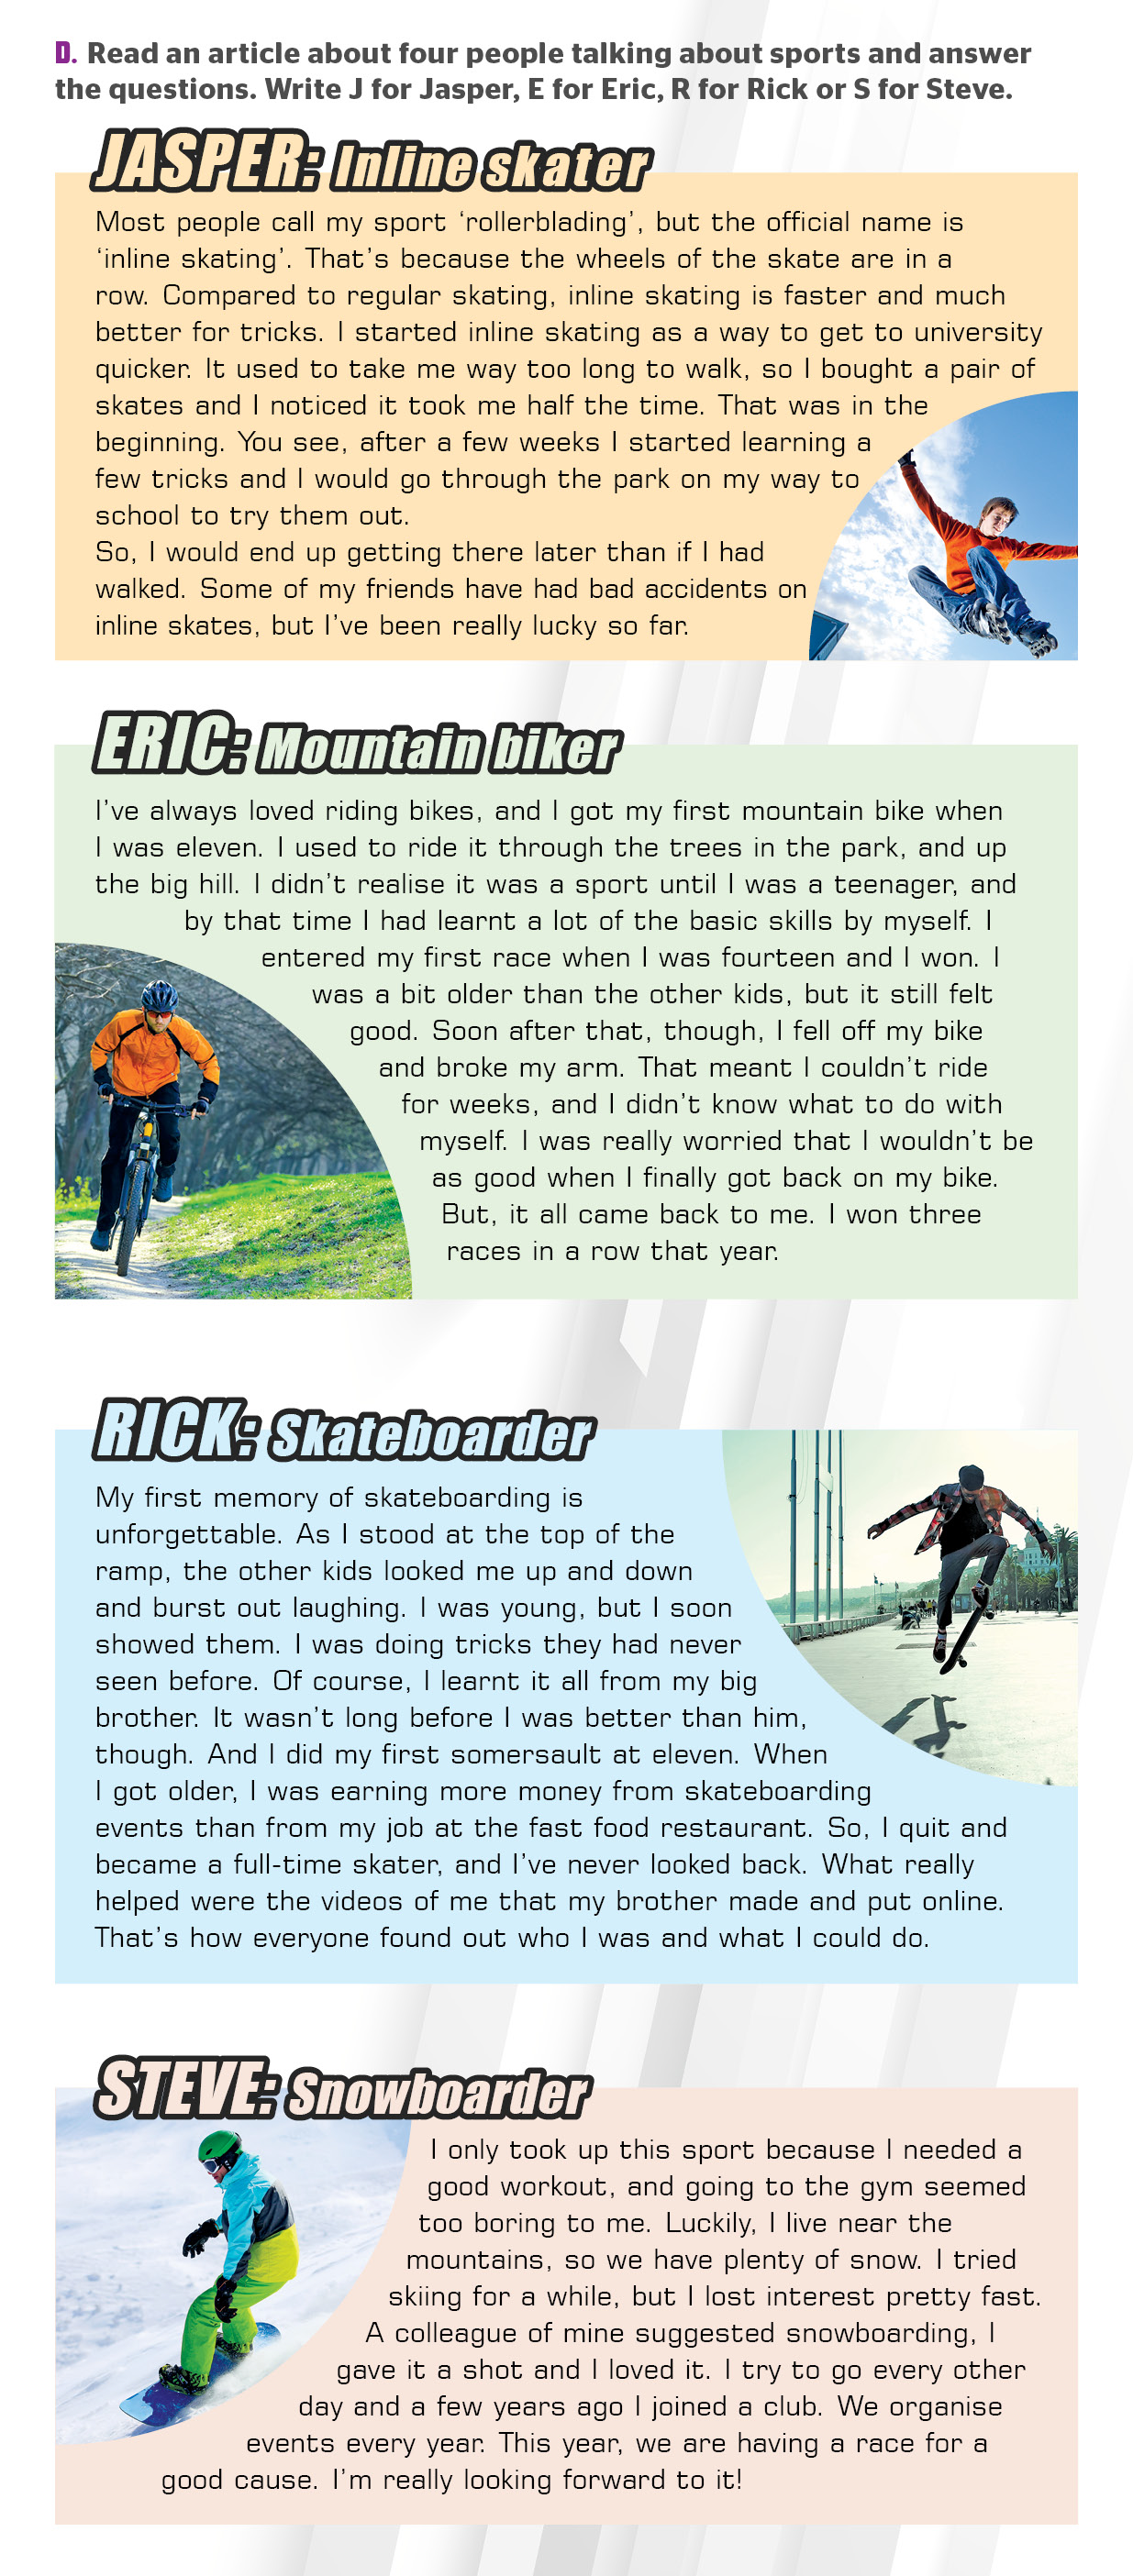 D. Read an article about four people talking about sports and answer
the questions. Write J for Jasper, E for Eric, R for Rick or S for Steve.
JASPER: Inline skater
Most people call my sport ‘rollerblading’, but the official name is
‘inline skating’. That’s because the wheels of the skate are in a
row. Compared to regular skating, inline skating is faster and much
better for tricks. I started inline skating as a way to get to university
quicker. It used to take me way too long to walk, so I bought a pair of
skates and I noticed it took me half the time. That was in the
beginning. You see, after a few weeks I started learning a
few tricks and I would go through the park on my way to
school to try them out.
So, I would end up getting there later than if I had
walked. Some of my friends have had bad accidents on
inline skates, but I’ve been really lucky so far.
ERIC: Mountain biker
I’ve always loved riding bikes, and I got my first mountain bike when
I was eleven. I used to ride it through the trees in the park, and up
the big hill. I didn’t realise it was a sport until I was a teenager, and
by that time I had learnt a lot of the basic skills by myself. I
entered my first race when I was fourteen and I won. I
was a bit older than the other kids, but it still felt
good. Soon after that, though, I fell off my bike
and broke my arm. That meant I couldn’t ride
for weeks, and I didn’t know what to do with
myself. I was really worried that I wouldn’t be
as good when I finally got back on my bike.
But, it all came back to me. I won three
races in a row that year.
RICK: Skateboarder
My first memory of skateboarding is
unforgettable. As I stood at the top of the
ramp, the other kids looked me up and down
and burst out laughing. I was young, but I soon
showed them. I was doing tricks they had never
seen before. Of course, I learnt it all from my big
brother. It wasn’t long before I was better than him,
though. And I did my first somersault at eleven. When
I got older, I was earning more money from skateboarding
events than from my job at the fast food restaurant. So, I quit and
became a full-time skater, and I’ve never looked back. What really
helped were the videos of me that my brother made and put online.
That’s how everyone found out who I was and what I could do.
STEVE: Snowboarder
I only took up this sport because I needed a
good workout, and going to the gym seemed
too boring to me. Luckily, I live near the
mountains, so we have plenty of snow. I tried
skiing for a while, but I lost interest pretty fast.
A colleague of mine suggested snowboarding, I
gave it a shot and I loved it. I try to go every other
day and a few years ago I joined a club. We organise
events every year. This year, we are having a race for a
good cause. I’m really looking forward to it!